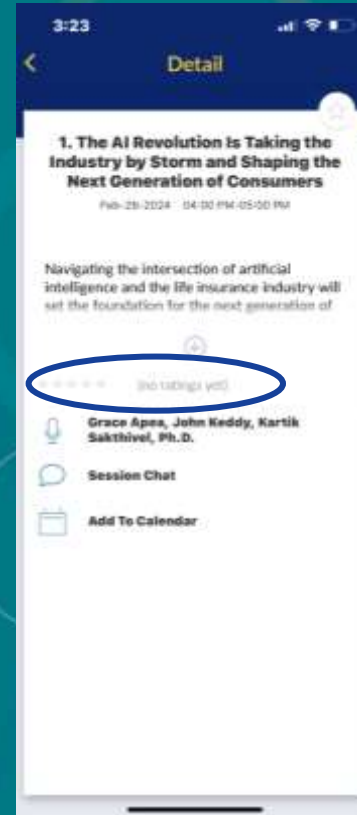 3:23
Detail
1. The AI Revolution Is Taking the
Industry by Storm and Shaping the
Next Generation of Consumers
Feb-28-2024 04:00 PM-05:00 PM
Navigating the intersection of artificial
intelligence and the life insurance industry will
set the foundation for the next generation of
(no ratings yet)
Grace Apea, John Keddy, Kartik
Sakthivel, Ph.D.
Session Chat
Add To Calendar